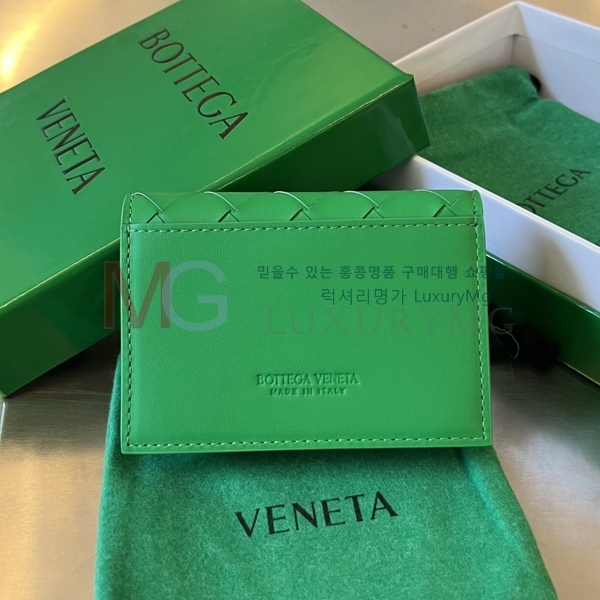 BOTTEGA
VENETA
BOTTEGA
MG
믿을수 있는 홍콩명품 구매대행 쇼핑몰
럭셔리명가 LuxuryMg
LUXURYMG
BOTTEGA VENETA
MADE IN ITALY
VENETA